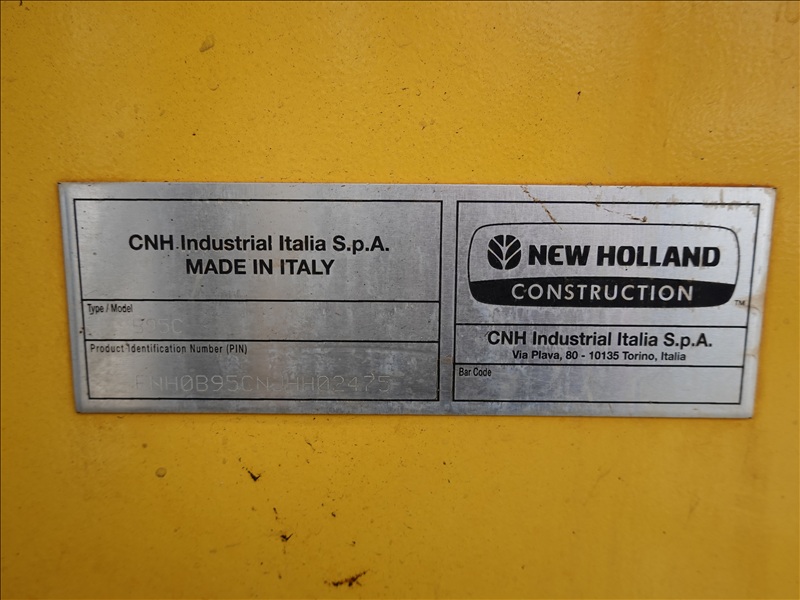 CNH Industrial Italia S.p.A.
MADE IN ITALY
Type / Model
Product Identification Number (PIN)
NEW HOLLAND
CONSTRUCTION
TM
CNH Industrial Italia S.p.A.
Via Plava, 80 - 10135 Torino, Italia
Bar Code